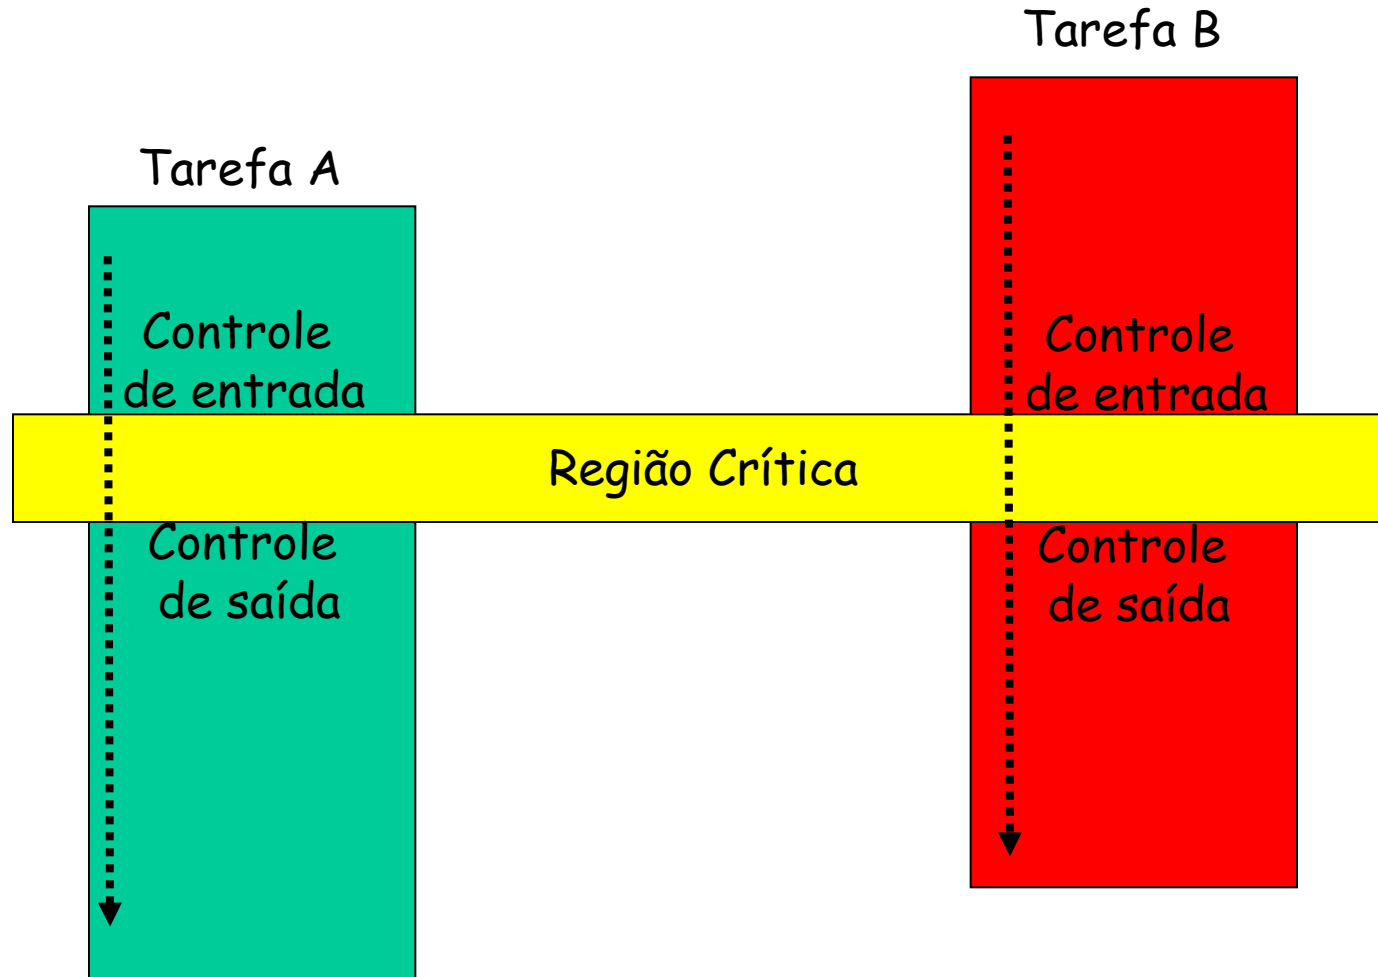 Tarefa B
Tarefa A
Controle
de entrada
Controle
de entrada
Região Crítica
Controle
de saída
Controle
de saída